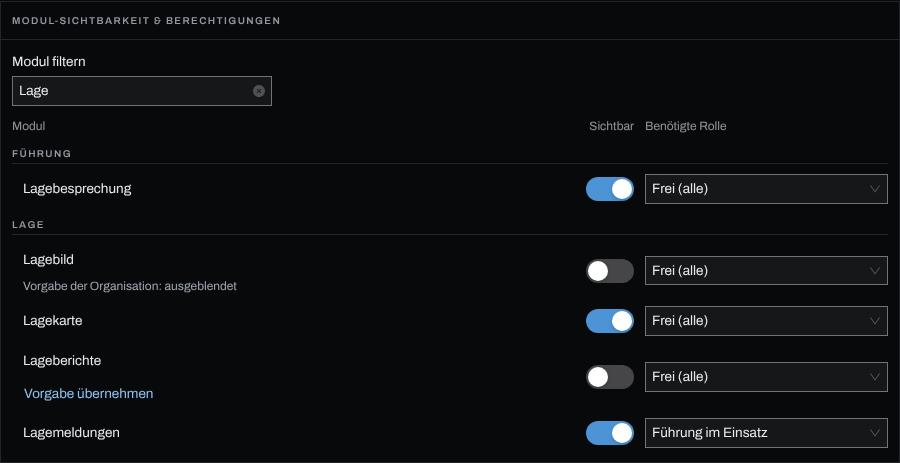 MODUL-SICHTBARKEIT & BERECHTIGUNGEN
Modul filtern
Lage
Modul Sichtbar Benötigte Rolle
FÜHRUNG
Lagebesprechung Frei (alle)
LAGE
Lagebild Frei (alle)
Vorgabe der Organisation: ausgeblendet
Lagekarte Frei (alle)
Lageberichte Frei (alle)
Vorgabe übernehmen
Lagemeldungen Führung im Einsatz